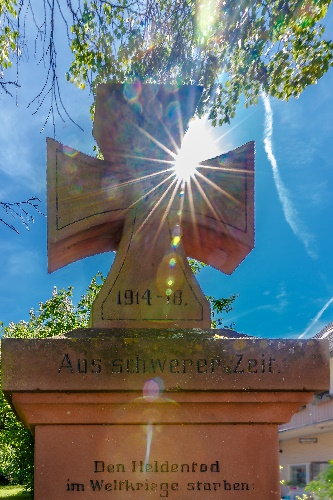 1914-18.
Aus schwerer Zeit.
Den Heldentod
im Weltkriege starben: